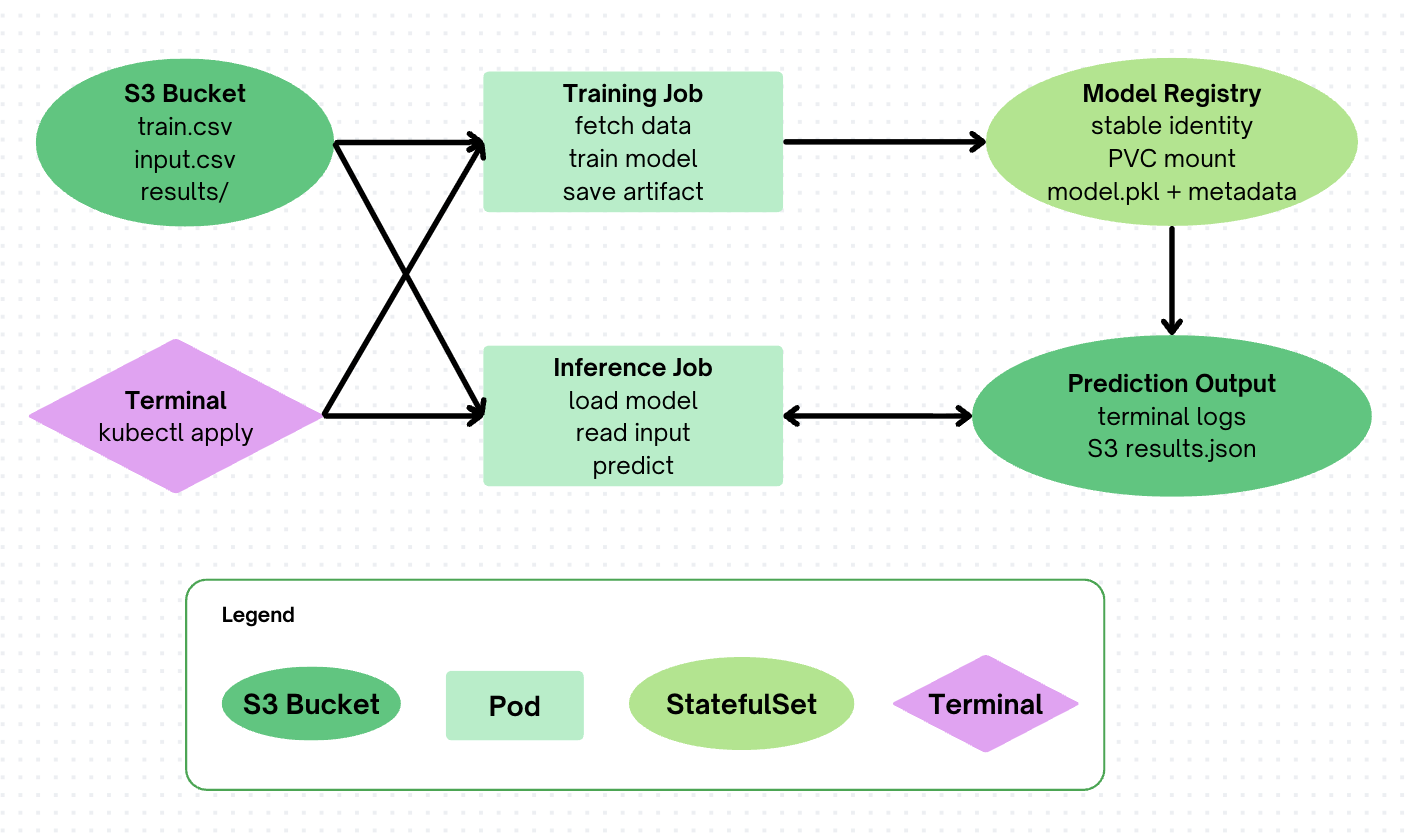 S3 Bucket
train.csv
input.csv
results/
Training Job
fetch data
train model
save artifact
Model Registry
stable identity
PVC mount
model.pkl + metadata
Terminal
kubectl apply
Inference Job
load model
read input
predict
Prediction Output
terminal logs
S3 results.json
Legend
S3 Bucket
Pod
StatefulSet
Terminal